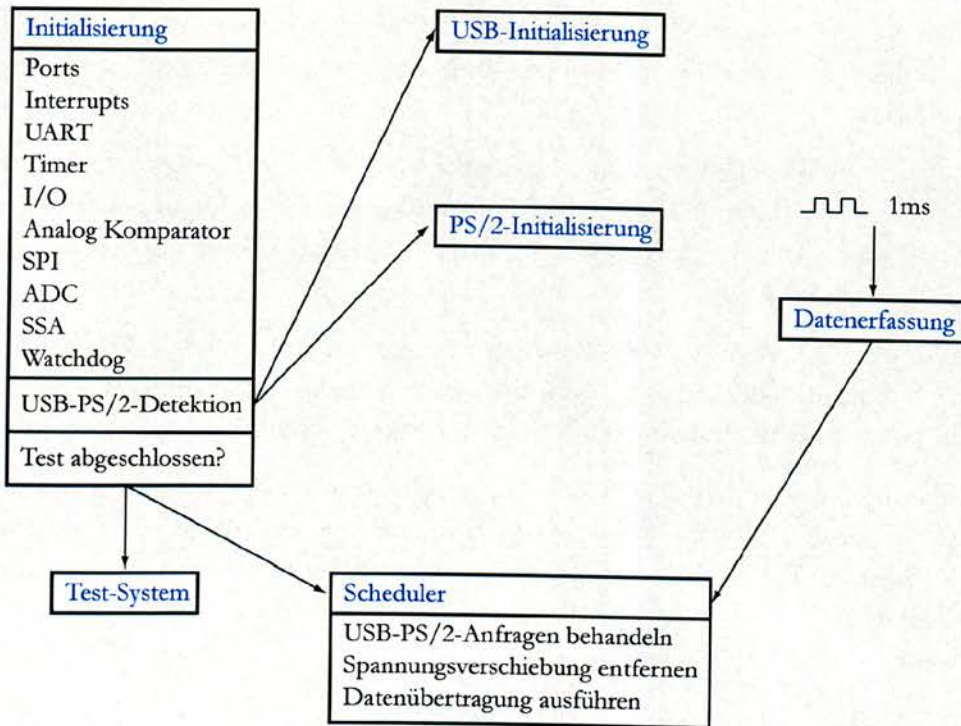 Initialisierung
Ports
Interrupts
UART
Timer
I/O
Analog Komparator
SPI
ADC
SSA
Watchdog
USB-PS/2-Detektion
Test abgeschlossen?
USB-Initialisierung
PS/2-Initialisierung
1ms
Datenerfassung
Test-System
Scheduler
USB-PS/2-Anfragen behandeln
Spannungsverschiebung entfernen
Datenübertragung ausführen